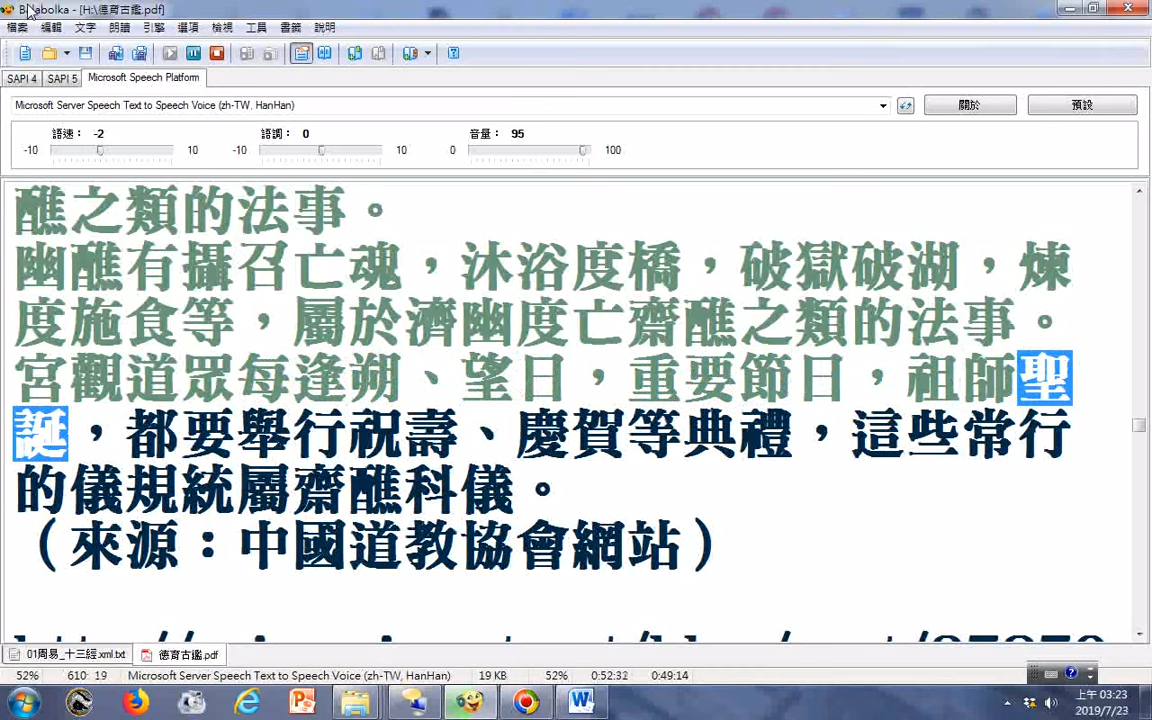 Balabolka - [H:\德育古鑑.pdf]
檔案 編輯 文字 朗讀 引擎 選項 檢視 工具 書籤 說明
SAPI 4 SAPI 5 Microsoft Speech Platform
Microsoft Server Speech Text to Speech Voice (zh-TW, HanHan) 關於 預設
語速： -2 語調： 0 音量： 95
-10 10 -10 10 0 100
醮之類的法事。
幽醮有攝召亡魂，沐浴度橋，破獄破湖，煉
度施食等，屬於濟幽度亡齋醮之類的法事。
宮觀道眾每逢朔、望日，重要節日，祖師聖
誕，都要舉行祝壽、慶賀等典禮，這些常行
的儀規統屬齋醮科儀。
（來源：中國道教協會網站）
01周易_十三經.xml.txt 德育古鑑.pdf
52% 610: 19 Microsoft Server Speech Text to Speech Voice (zh-TW, HanHan) 19 KB 52% 0:52:32 0:49:14
上午 03:23
2019/7/23